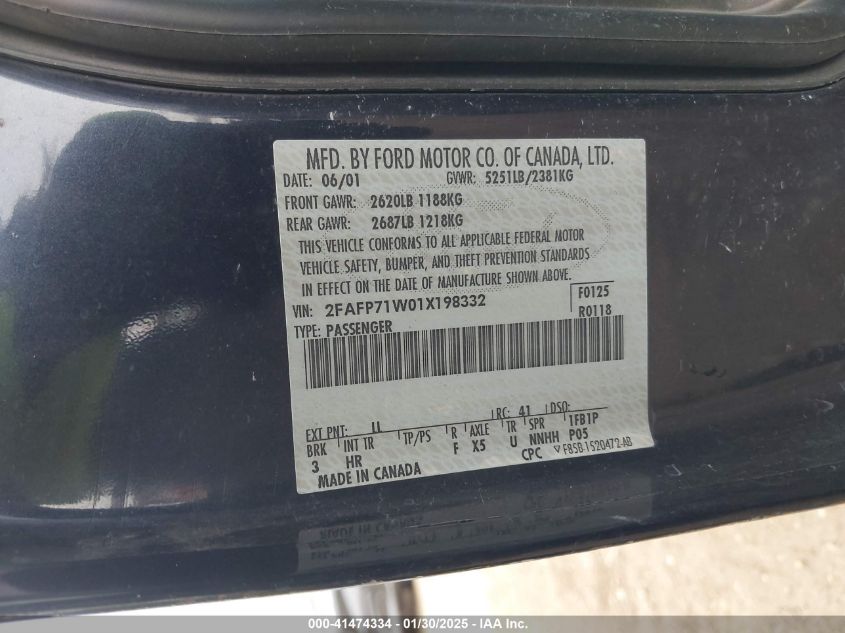 MFD. BY FORD MOTOR CO. OF CANADA, LTD.
DATE: 06/01 GVWR: 5251LB/2381KG
FRONT GAWR: 2620LB 1188KG
REAR GAWR: 2687LB 1218KG
THIS VEHICLE CONFORMS TO ALL APPLICABLE FEDERAL MOTOR
VEHICLE SAFETY, BUMPER, AND THEFT PREVENTION STANDARDS
IN EFFECT ON THE DATE OF MANUFACTURE SHOWN ABOVE.
VIN: 2FAFP71W01X198332 F0125
TYPE: PASSENGER R0118
EXT PNT: LL RC: 41 DSO:
BRK INT TR TP/PS R AXLE TR SPR 1FB1P
3 HR F X5 U NNHH P05
MADE IN CANADA CPC F85B-1520472-AB
000-41474334 - 01/30/2025 - IAA Inc.